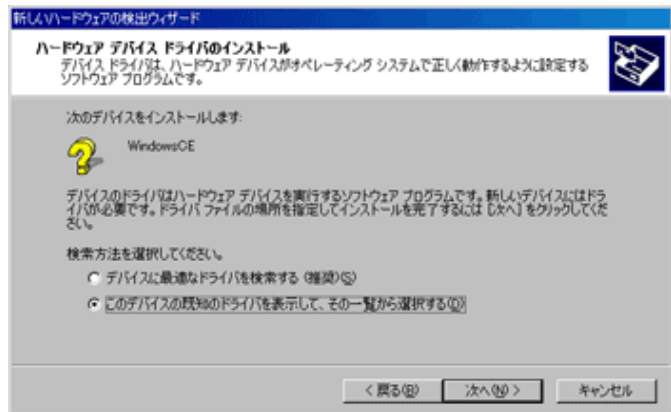 新しいハードウェアの検出ウィザード
ハードウェア デバイス ドライバのインストール
デバイス ドライバは、ハードウェア デバイスがオペレーティング システムで正しく動作するように設定する
ソフトウェア プログラムです。
次のデバイスをインストールします:
WindowsCE
デバイスのドライバはハードウェア デバイスを実行するソフトウェア プログラムです。新しいデバイスにはドラ
イバが必要です。ドライバ ファイルの場所を指定してインストールを完了するには [次へ] をクリックしてくだ
さい。
検索方法を選択してください。
デバイスに最適なドライバを検索する (推奨)(S)
このデバイスの既知のドライバを表示して、その一覧から選択する(D)
< 戻る(B)
次へ(N) >
キャンセル